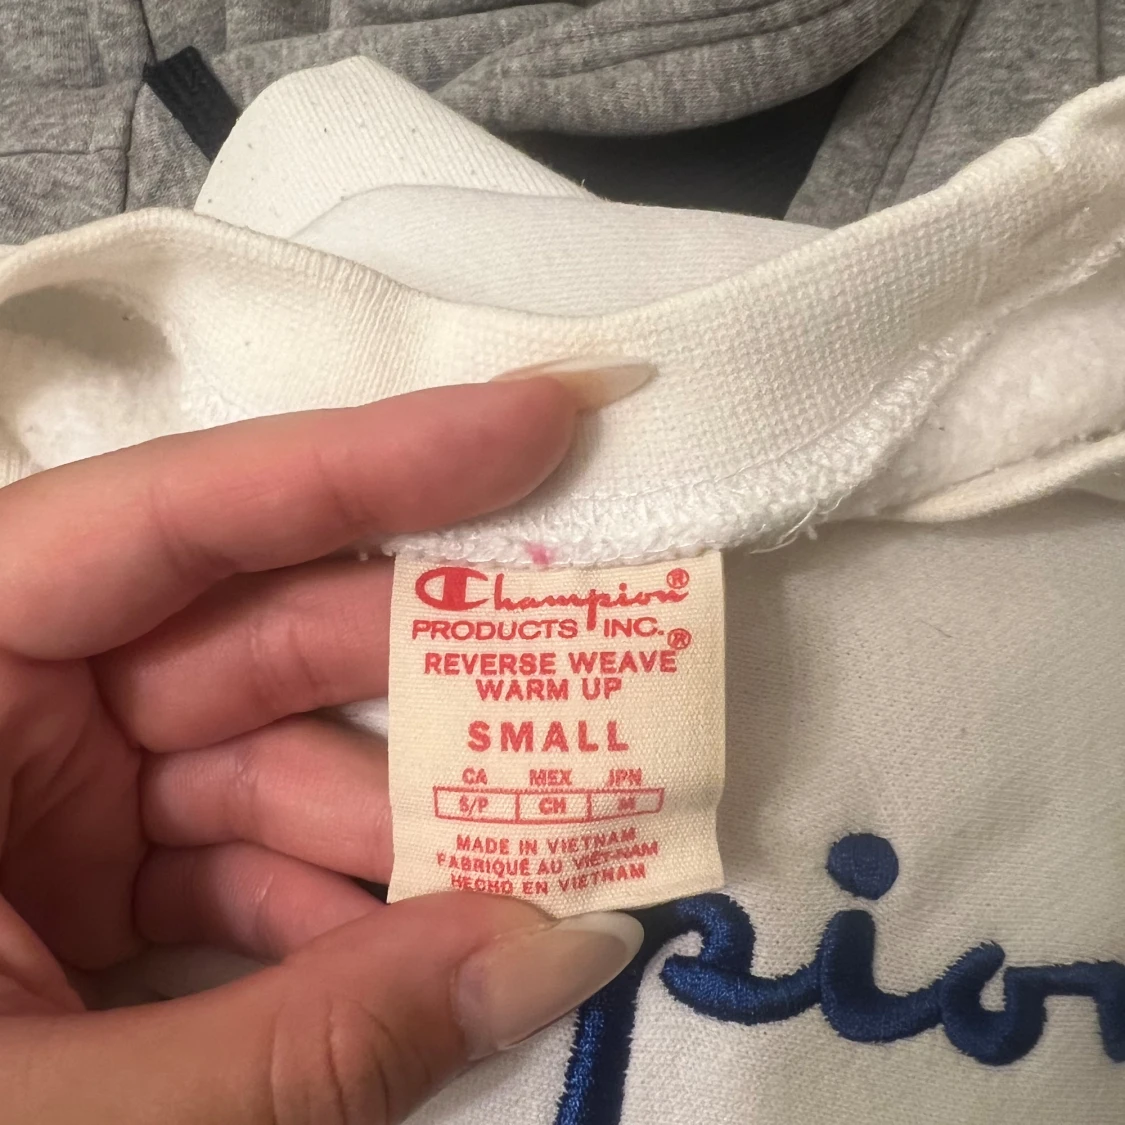 Champion®
PRODUCTS INC.®
REVERSE WEAVE
WARM UP
SMALL
CA MEX JPN
S/P CH M
MADE IN VIETNAM
FABRIQUÉ AU VIET-NAM
HECHO EN VIETNAM
pion